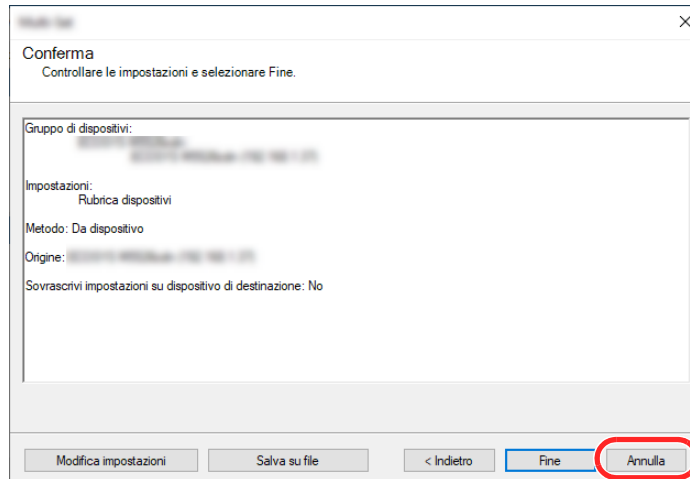 Conferma
Controllare le impostazioni e selezionare Fine.
Gruppo di dispositivi:
Impostazioni:
Rubrica dispositivi
Metodo: Da dispositivo
Origine:
Sovrascrivi impostazioni su dispositivo di destinazione: No
Modifica impostazioni
Salva su file
< Indietro
Fine
Annulla